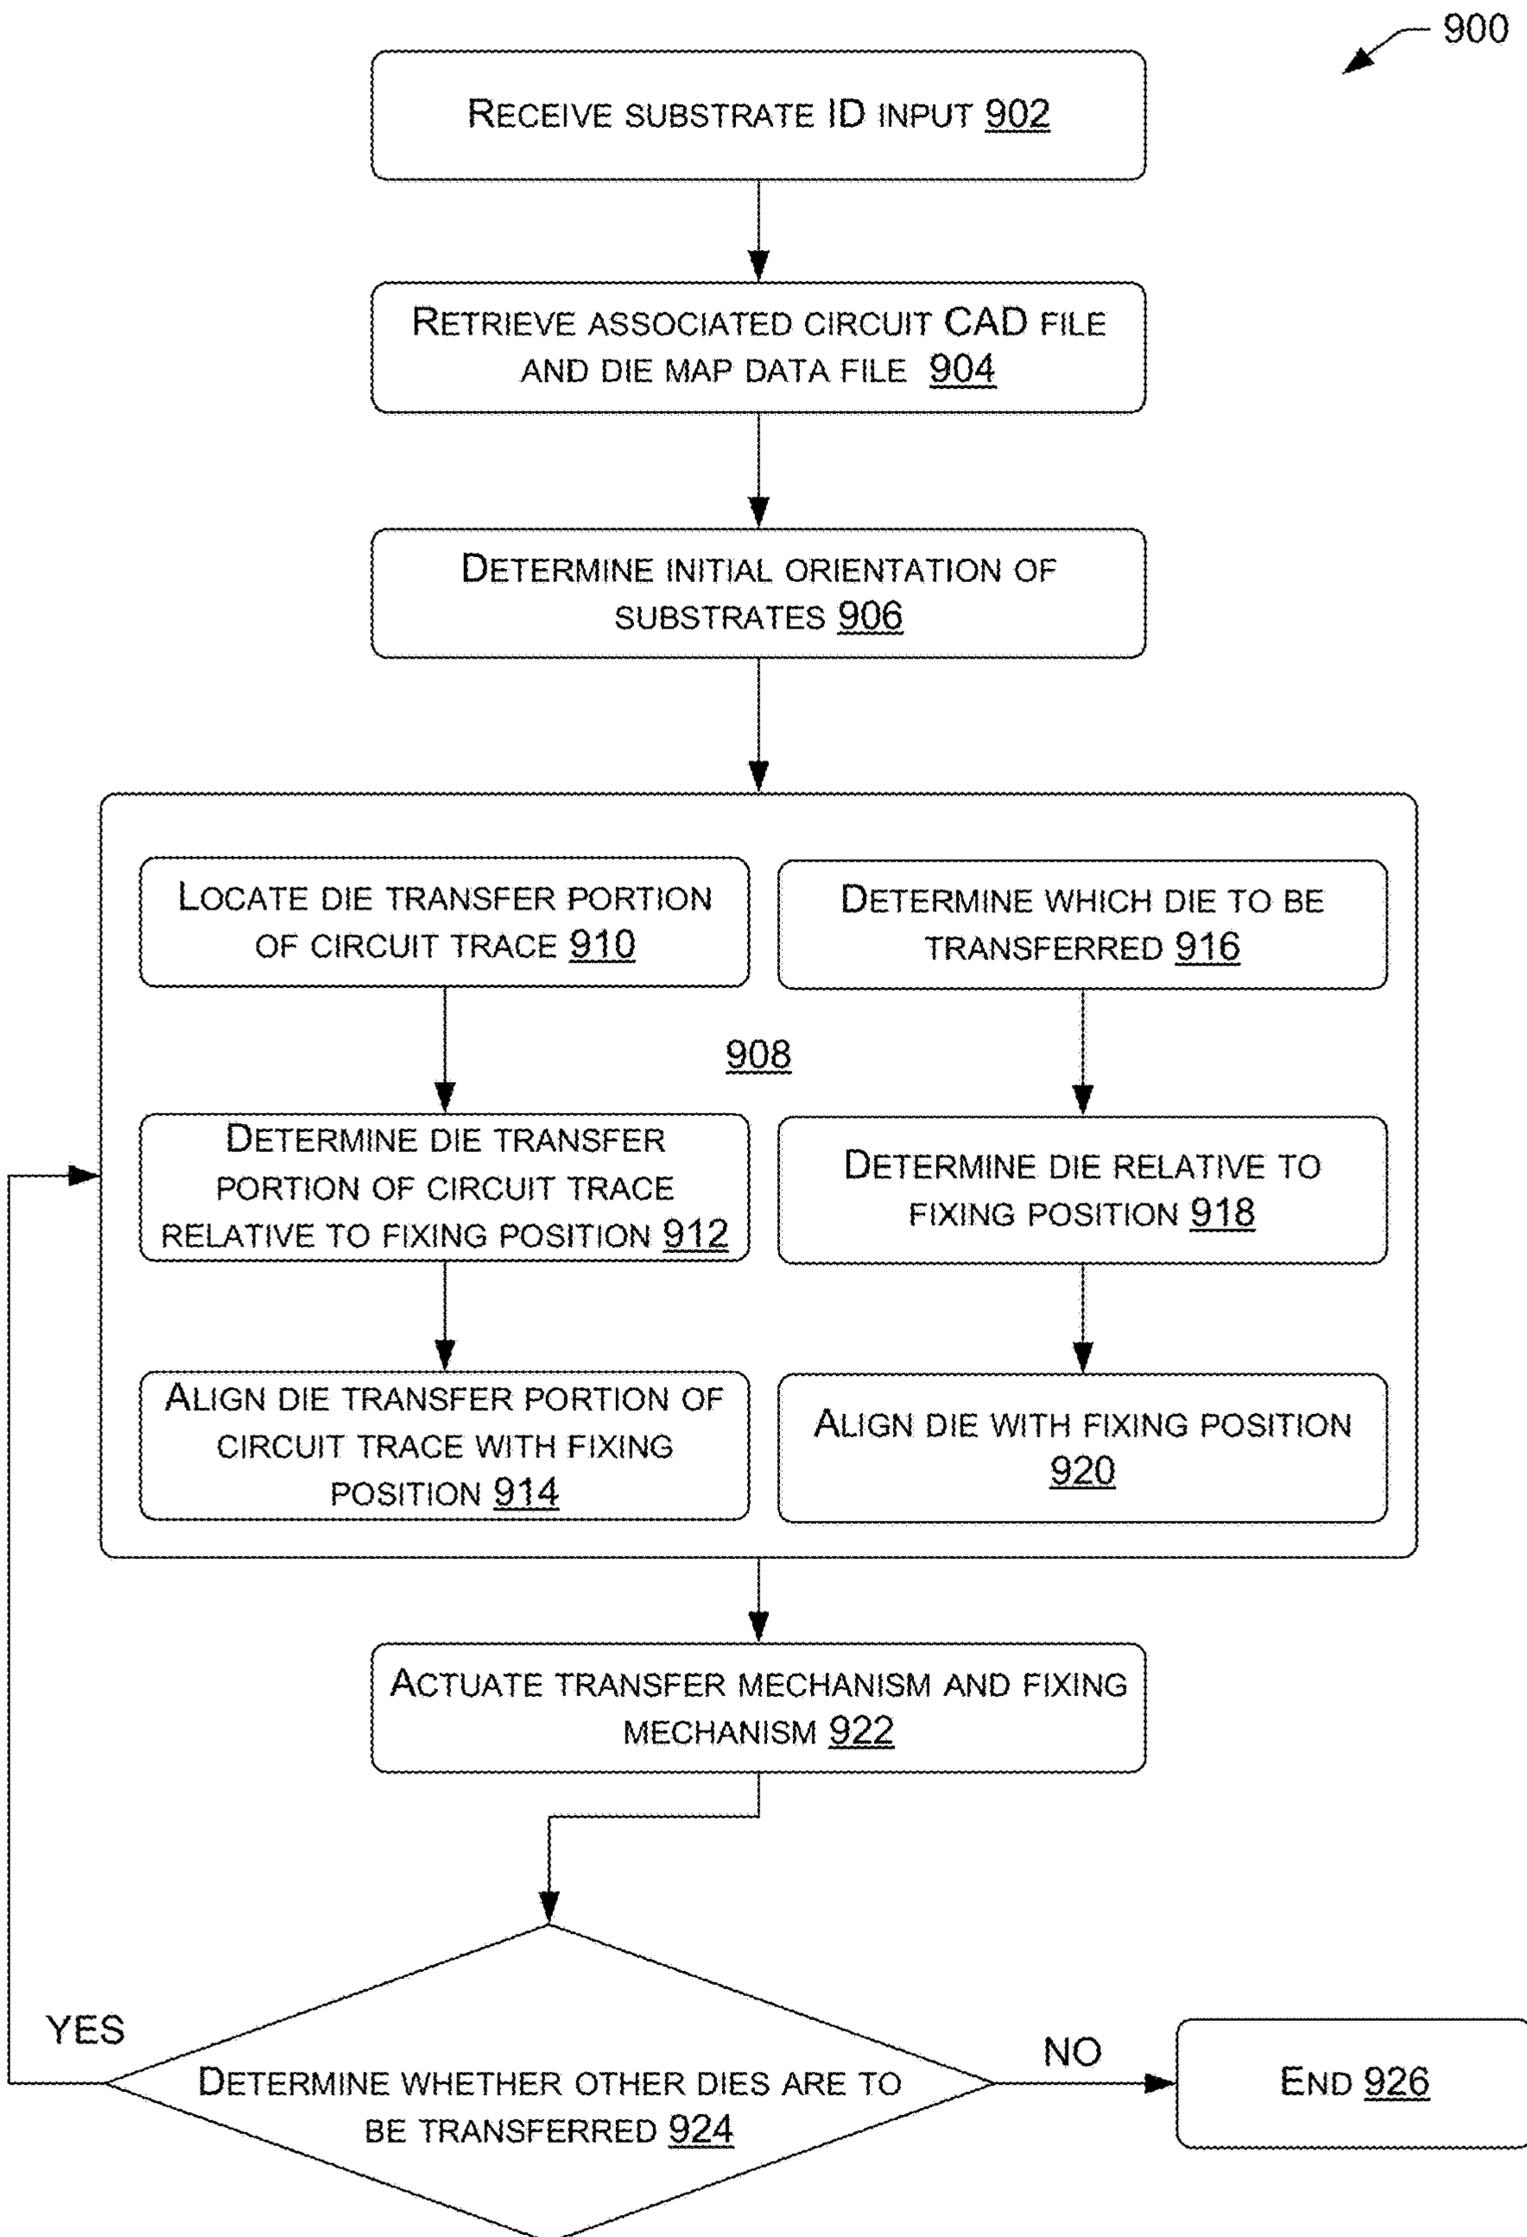 900
RECEIVE SUBSTRATE ID INPUT 902
RETRIEVE ASSOCIATED CIRCUIT CAD FILE
AND DIE MAP DATA FILE 904
DETERMINE INITIAL ORIENTATION OF
SUBSTRATES 906
LOCATE DIE TRANSFER PORTION
OF CIRCUIT TRACE 910
DETERMINE WHICH DIE TO BE
TRANSFERRED 916
908
DETERMINE DIE TRANSFER
PORTION OF CIRCUIT TRACE
RELATIVE TO FIXING POSITION 912
DETERMINE DIE RELATIVE TO
FIXING POSITION 918
ALIGN DIE TRANSFER PORTION OF
CIRCUIT TRACE WITH FIXING
POSITION 914
ALIGN DIE WITH FIXING POSITION
920
ACTUATE TRANSFER MECHANISM AND FIXING
MECHANISM 922
YES
DETERMINE WHETHER OTHER DIES ARE TO
BE TRANSFERRED 924
NO
END 926